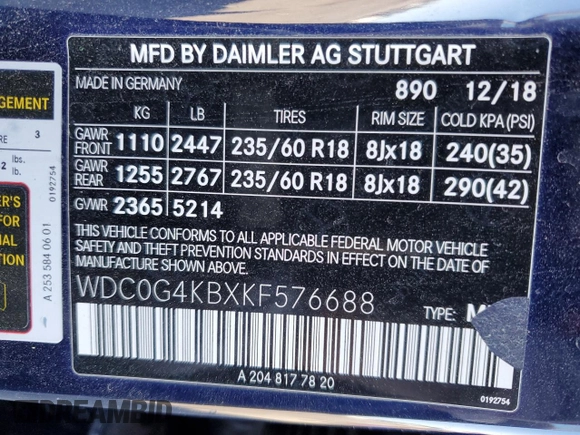 MFD BY DAIMLER AG STUTTGART
MADE IN GERMANY 890 12/18
KG LB TIRES RIM SIZE COLD KPA(PSI)
GAWR FRONT 1110 2447 235/60 R18 8Jx18 240(35)
GAWR REAR 1255 2767 235/60 R18 8Jx18 290(42)
GVWR 2365 5214
THIS VEHICLE CONFORMS TO ALL APPLICABLE FEDERAL MOTOR VEHICLE
SAFETY AND THEFT PREVENTION STANDARDS IN EFFECT ON THE DATE
OF MANUFACTURE SHOWN ABOVE.
WDC0G4KBXKF576688
TYPE:
A 204 817 78 20
0192754
3
lbs.
lb.
0192754
A 253 584 06 01
DREAMBID